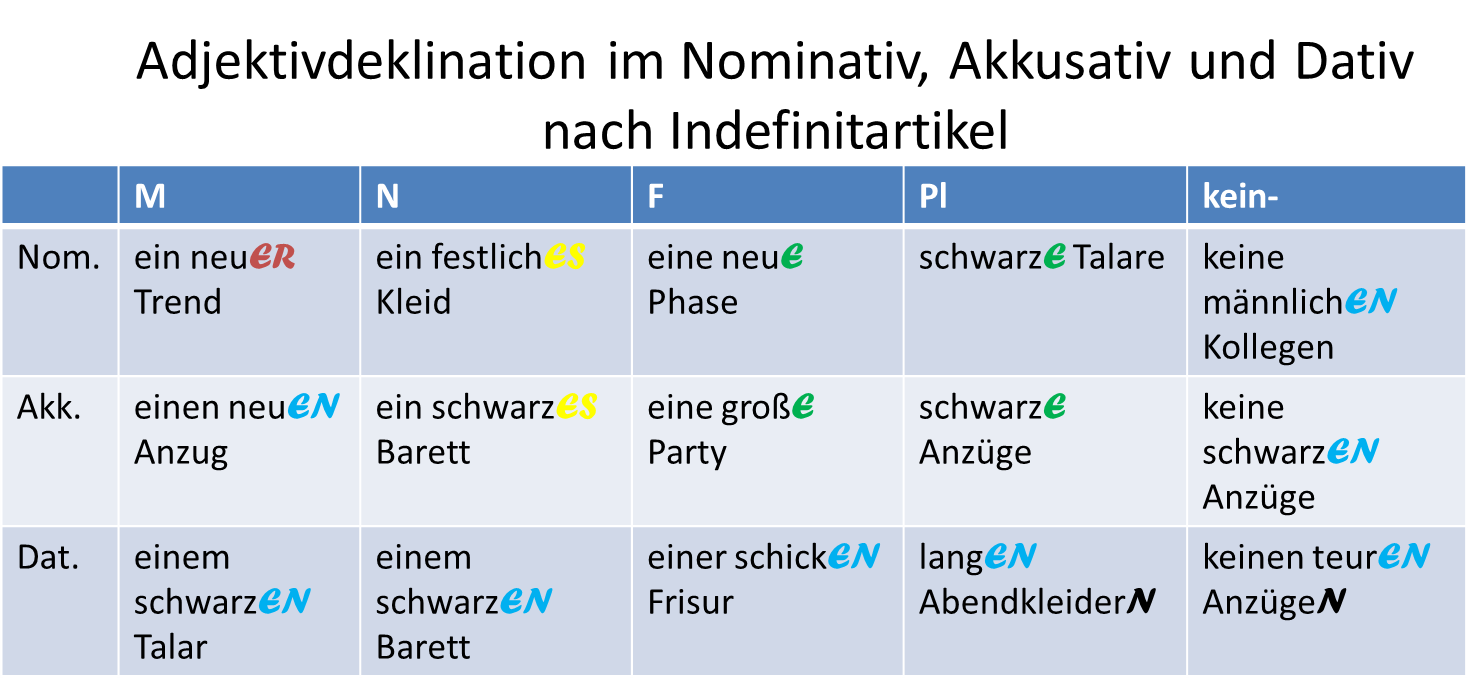 Adjektivdeklination im Nominativ, Akkusativ und Dativ
nach Indefinitartikel
M N F Pl kein-
Nom. ein neuER Trend ein festlichES Kleid eine neuE Phase schwarzE Talare keine männlichEN Kollegen
Akk. einen neuEN Anzug ein schwarzES Barett eine großE Party schwarzE Anzüge keine schwarzEN Anzüge
Dat. einem schwarzEN Talar einem schwarzEN Barett einer schickEN Frisur langEN AbendkleiderN keinen teurEN AnzügeN